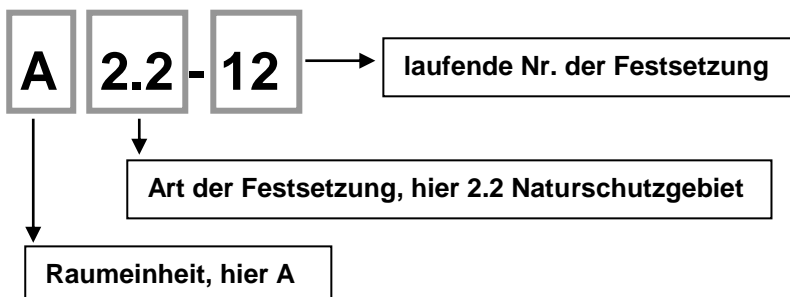 A 2.2 - 12
laufende Nr. der Festsetzung
Art der Festsetzung, hier 2.2 Naturschutzgebiet
Raumeinheit, hier A